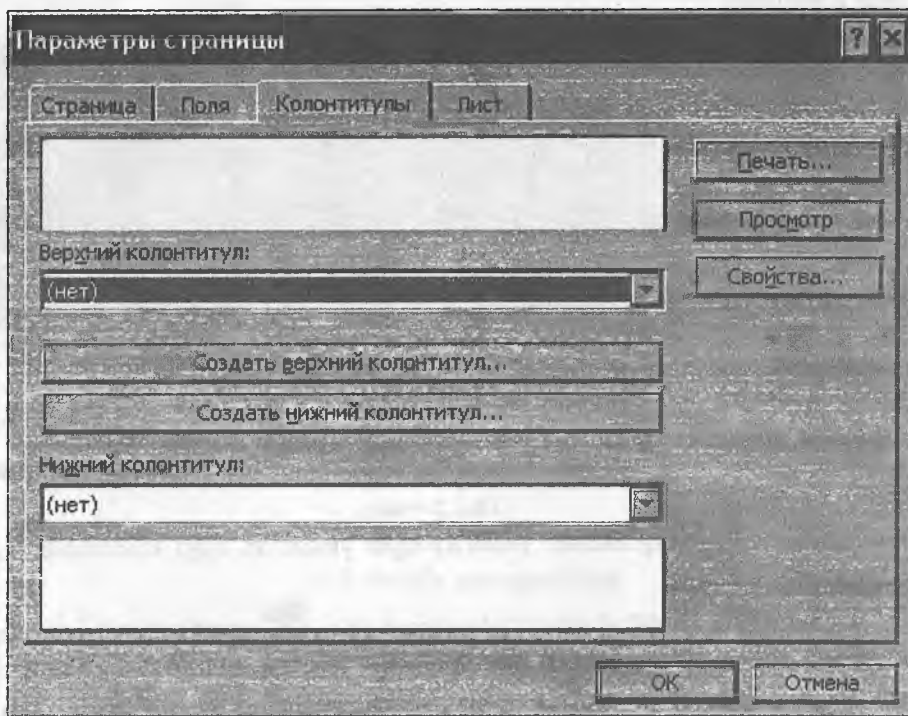 Параметры страницы
Страница Поля Колонтитулы Лист
Печать...
Просмотр
Верхний колонтитул:
(нет)
Свойства...
Создать верхний колонтитул...
Создать нижний колонтитул...
Нижний колонтитул:
(нет)
OK Отмена